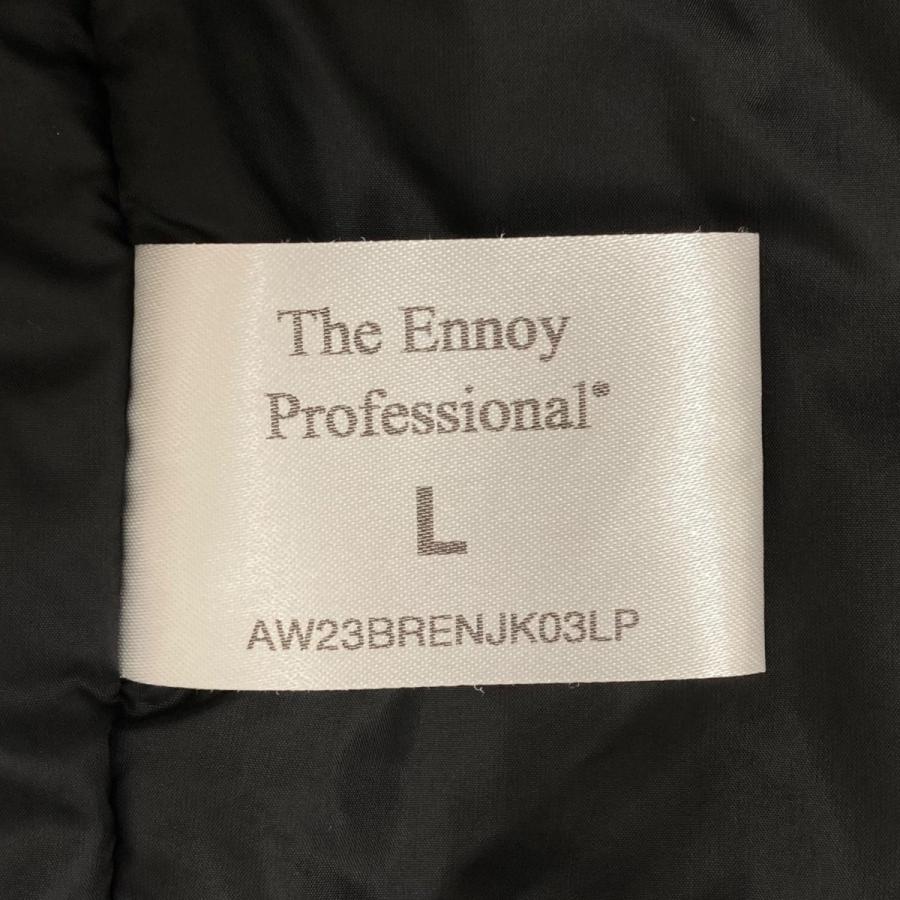 The Ennoy
Professional®
L
AW23BRENJK03LP